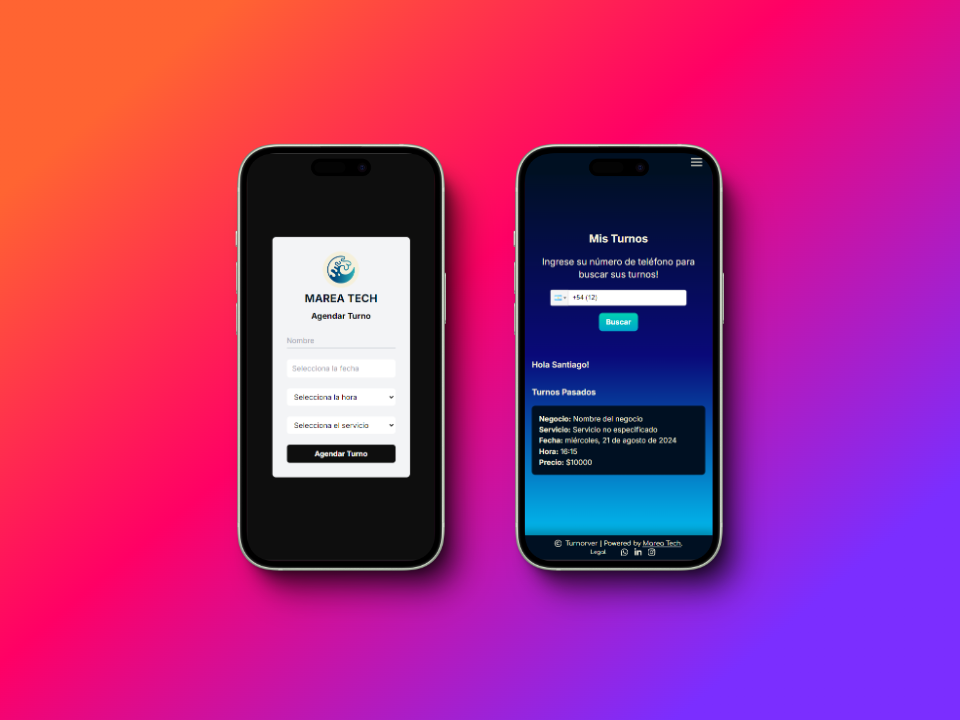 MAREA TECH
Agendar Turno
Nombre
Selecciona la fecha
Selecciona la hora
Selecciona el servicio
Agendar Turno
Mis Turnos
Ingrese su número de teléfono para
buscar sus turnos!
+54 (12)
Buscar
Hola Santiago!
Turnos Pasados
Negocio: Nombre del negocio
Servicio: Servicio no especificado
Fecha: miércoles, 21 de agosto de 2024
Hora: 16:15
Precio: $10000
© Turnorver | Powered by Marea Tech.
Legal